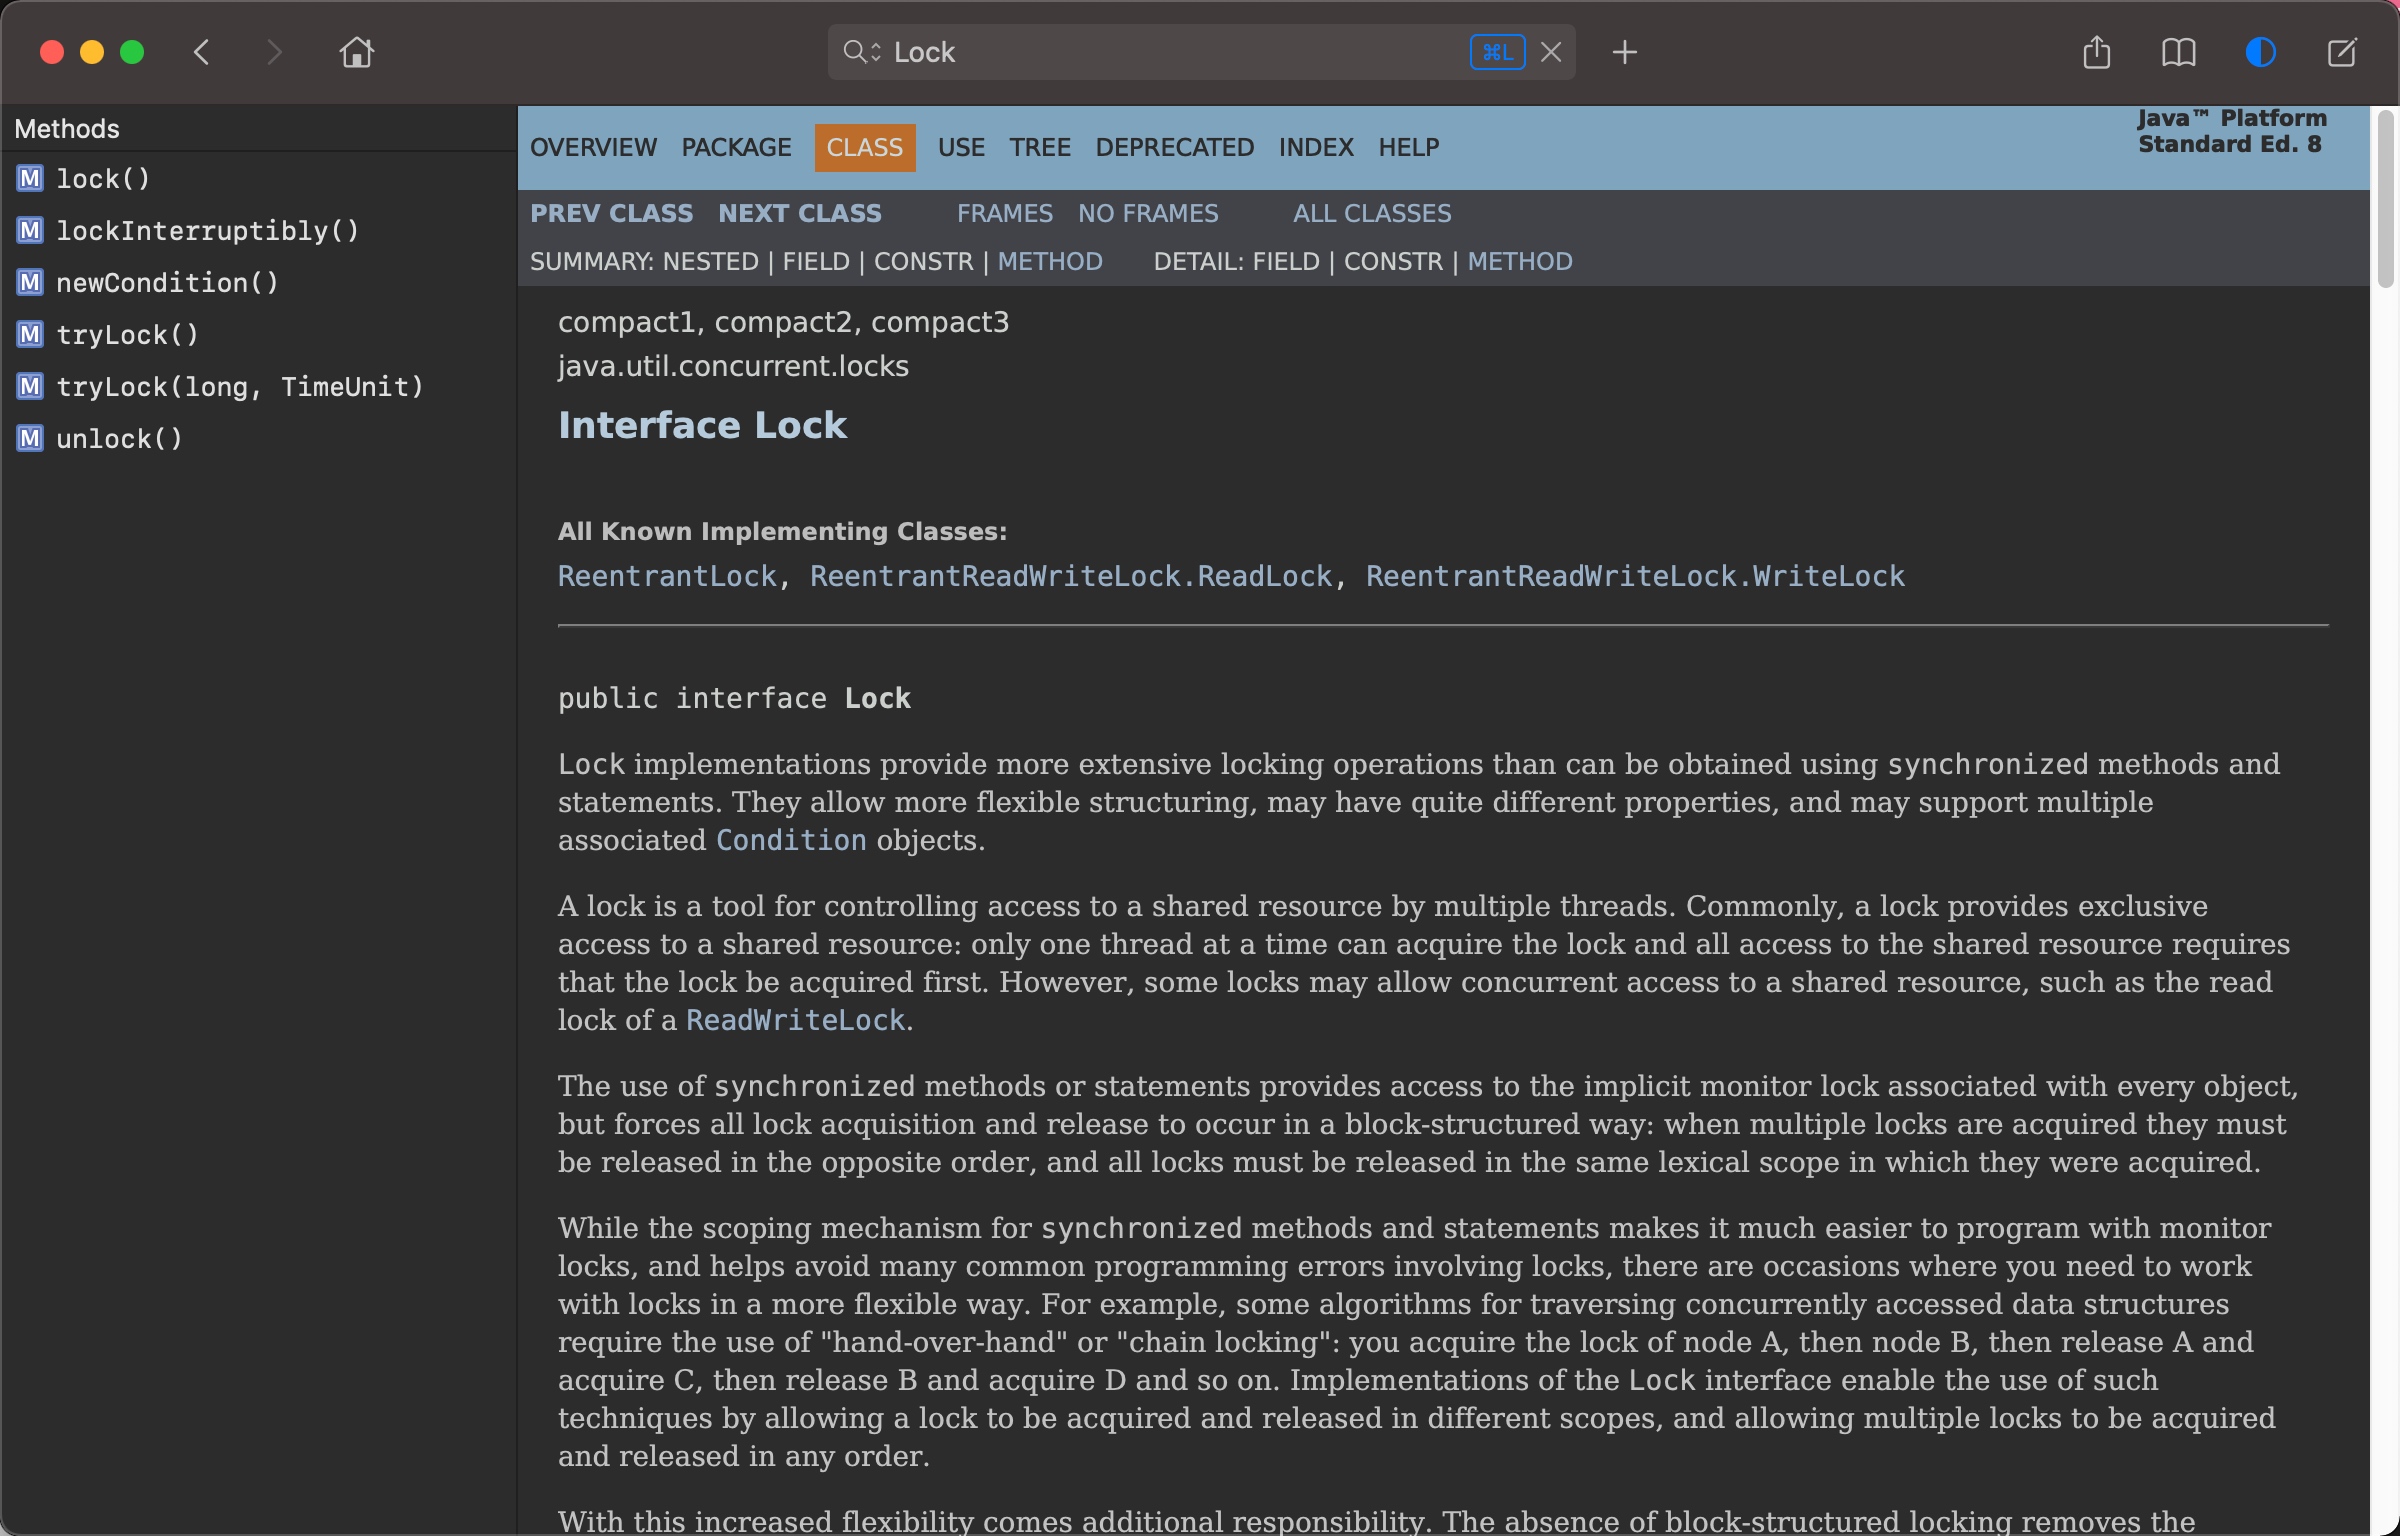 Lock
⌘L
Methods
M lock()
M lockInterruptibly()
M newCondition()
M tryLock()
M tryLock(long, TimeUnit)
M unlock()
Java™ Platform
Standard Ed. 8
OVERVIEW PACKAGE CLASS USE TREE DEPRECATED INDEX HELP
PREV CLASS NEXT CLASS FRAMES NO FRAMES ALL CLASSES
SUMMARY: NESTED | FIELD | CONSTR | METHOD DETAIL: FIELD | CONSTR | METHOD
compact1, compact2, compact3
java.util.concurrent.locks
Interface Lock
All Known Implementing Classes:
ReentrantLock, ReentrantReadWriteLock.ReadLock, ReentrantReadWriteLock.WriteLock
public interface Lock
Lock implementations provide more extensive locking operations than can be obtained using synchronized methods and
statements. They allow more flexible structuring, may have quite different properties, and may support multiple
associated Condition objects.
A lock is a tool for controlling access to a shared resource by multiple threads. Commonly, a lock provides exclusive
access to a shared resource: only one thread at a time can acquire the lock and all access to the shared resource requires
that the lock be acquired first. However, some locks may allow concurrent access to a shared resource, such as the read
lock of a ReadWriteLock.
The use of synchronized methods or statements provides access to the implicit monitor lock associated with every object,
but forces all lock acquisition and release to occur in a block-structured way: when multiple locks are acquired they must
be released in the opposite order, and all locks must be released in the same lexical scope in which they were acquired.
While the scoping mechanism for synchronized methods and statements makes it much easier to program with monitor
locks, and helps avoid many common programming errors involving locks, there are occasions where you need to work
with locks in a more flexible way. For example, some algorithms for traversing concurrently accessed data structures
require the use of "hand-over-hand" or "chain locking": you acquire the lock of node A, then node B, then release A and
acquire C, then release B and acquire D and so on. Implementations of the Lock interface enable the use of such
techniques by allowing a lock to be acquired and released in different scopes, and allowing multiple locks to be acquired
and released in any order.
With this increased flexibility comes additional responsibility. The absence of block-structured locking removes the